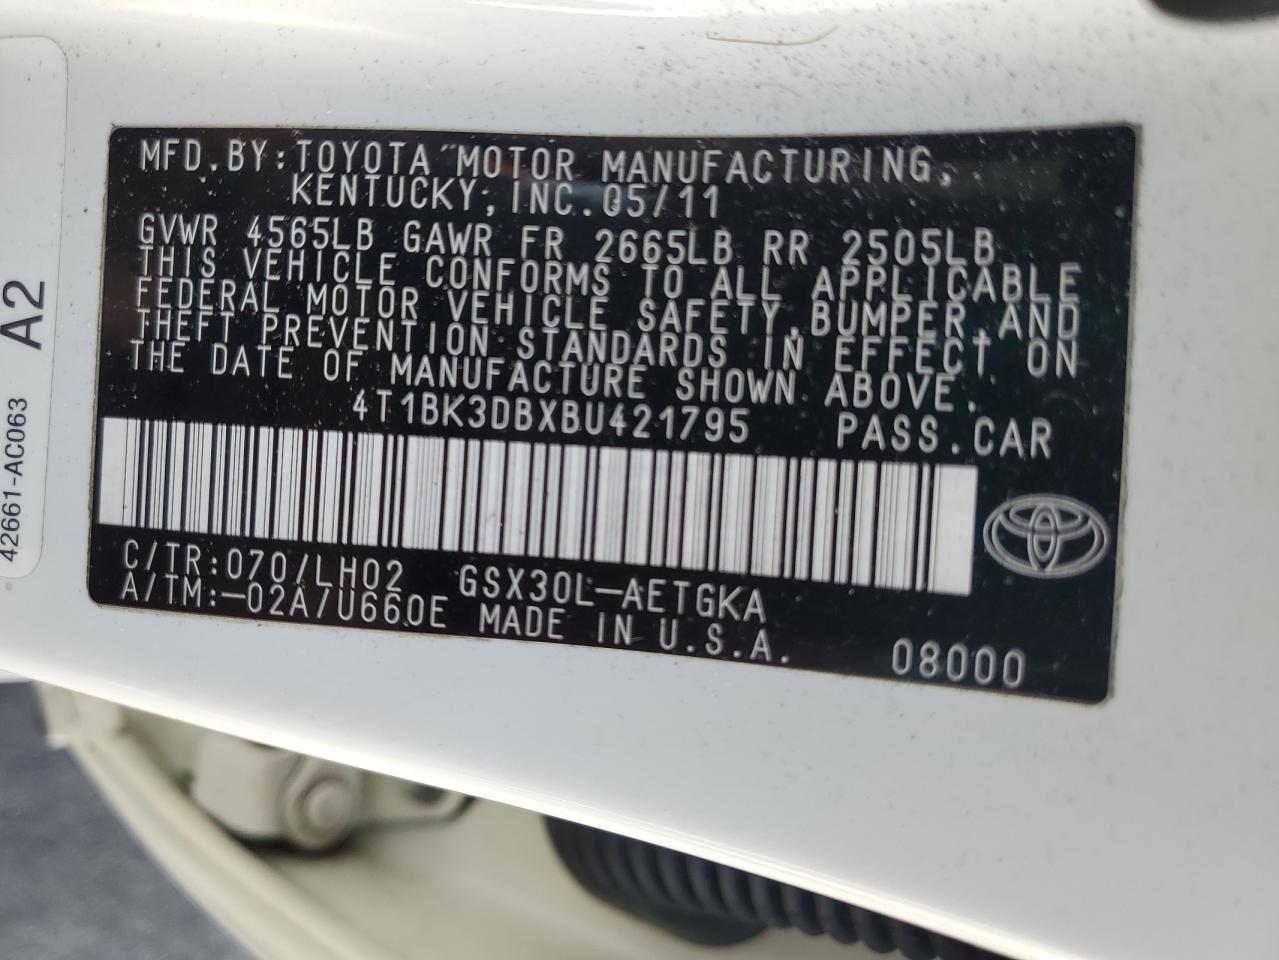 MFD.BY:TOYOTA MOTOR MANUFACTURING,
KENTUCKY, INC. 05/11
GVWR 4565LB GAWR FR 2665LB RR 2505LB
THIS VEHICLE CONFORMS TO ALL APPLICABLE
FEDERAL MOTOR VEHICLE SAFETY,BUMPER,AND
THEFT PREVENTION STANDARDS IN EFFECT ON
THE DATE OF MANUFACTURE SHOWN ABOVE.
4T1BK3DBXBU421795 PASS.CAR
C/TR:070/LH02 GSX30L-AETGKA
A/TM:-02A/U660E MADE IN U.S.A.
08000
42661-AC063 A2